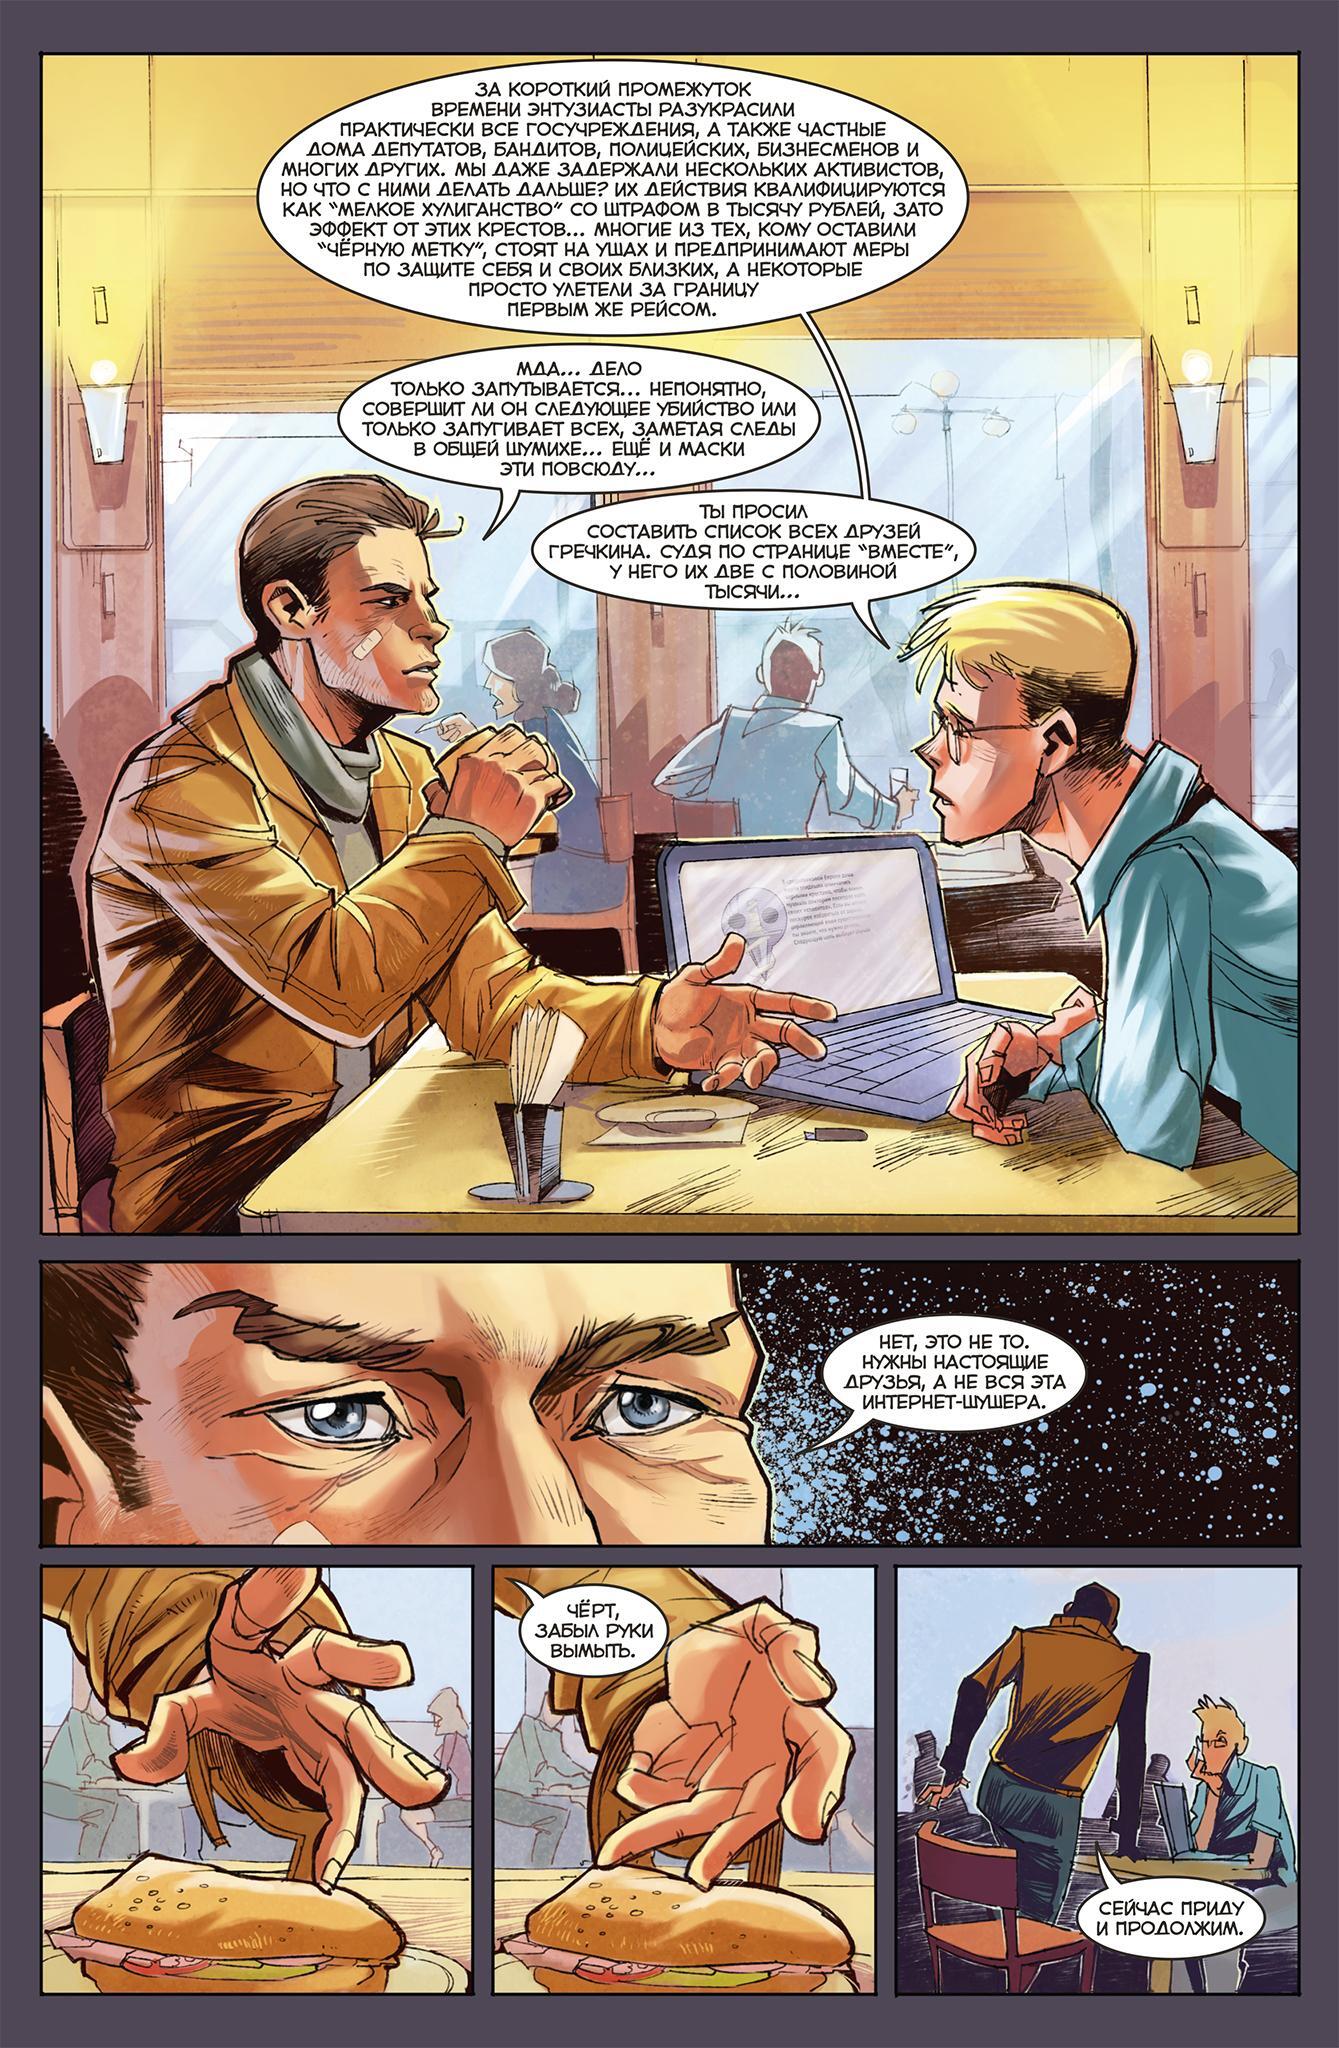 ЗА КОРОТКИЙ ПРОМЕЖУТОК
ВРЕМЕНИ ЭНТУЗИАСТЫ РАЗУКРАСИЛИ
ПРАКТИЧЕСКИ ВСЕ ГОСУЧРЕЖДЕНИЯ, А ТАКЖЕ ЧАСТНЫЕ
ДОМА ДЕПУТАТОВ, БАНДИТОВ, ПОЛИЦЕЙСКИХ, БИЗНЕСМЕНОВ И
МНОГИХ ДРУГИХ. МЫ ДАЖЕ ЗАДЕРЖАЛИ НЕСКОЛЬКИХ АКТИВИСТОВ,
НО ЧТО С НИМИ ДЕЛАТЬ ДАЛЬШЕ? ИХ ДЕЙСТВИЯ КВАЛИФИЦИРУЮТСЯ
КАК "МЕЛКОЕ ХУЛИГАНСТВО" СО ШТРАФОМ В ТЫСЯЧУ РУБЛЕЙ, ЗАТО
ЭФФЕКТ ОТ ЭТИХ КРЕСТОВ... МНОГИЕ ИЗ ТЕХ, КОМУ ОСТАВИЛИ
"ЧЁРНУЮ МЕТКУ", СТОЯТ НА УШАХ И ПРЕДПРИНИМАЮТ МЕРЫ
ПО ЗАЩИТЕ СЕБЯ И СВОИХ БЛИЗКИХ, А НЕКОТОРЫЕ
ПРОСТО УЛЕТЕЛИ ЗА ГРАНИЦУ
ПЕРВЫМ ЖЕ РЕЙСОМ.
МДА... ДЕЛО
ТОЛЬКО ЗАПУТЫВАЕТСЯ... НЕПОНЯТНО,
СОВЕРШИТ ЛИ ОН СЛЕДУЮЩЕЕ УБИЙСТВО ИЛИ
ТОЛЬКО ЗАПУГИВАЕТ ВСЕХ, ЗАМЕТАЯ СЛЕДЫ
В ОБЩЕЙ ШУМИХЕ... ЕЩЁ И МАСКИ
ЭТИ ПОВСЮДУ...
ТЫ ПРОСИЛ
СОСТАВИТЬ СПИСОК ВСЕХ ДРУЗЕЙ
ГРЕЧКИНА. СУДЯ ПО СТРАНИЦЕ "ВМЕСТЕ",
У НЕГО ИХ ДВЕ С ПОЛОВИНОЙ
ТЫСЯЧИ...
НЕТ, ЭТО НЕ ТО.
НУЖНЫ НАСТОЯЩИЕ
ДРУЗЬЯ, А НЕ ВСЯ ЭТА
ИНТЕРНЕТ-ШУШЕРА.
ЧЁРТ,
ЗАБЫЛ РУКИ
ВЫМЫТЬ.
СЕЙЧАС ПРИДУ
И ПРОДОЛЖИМ.